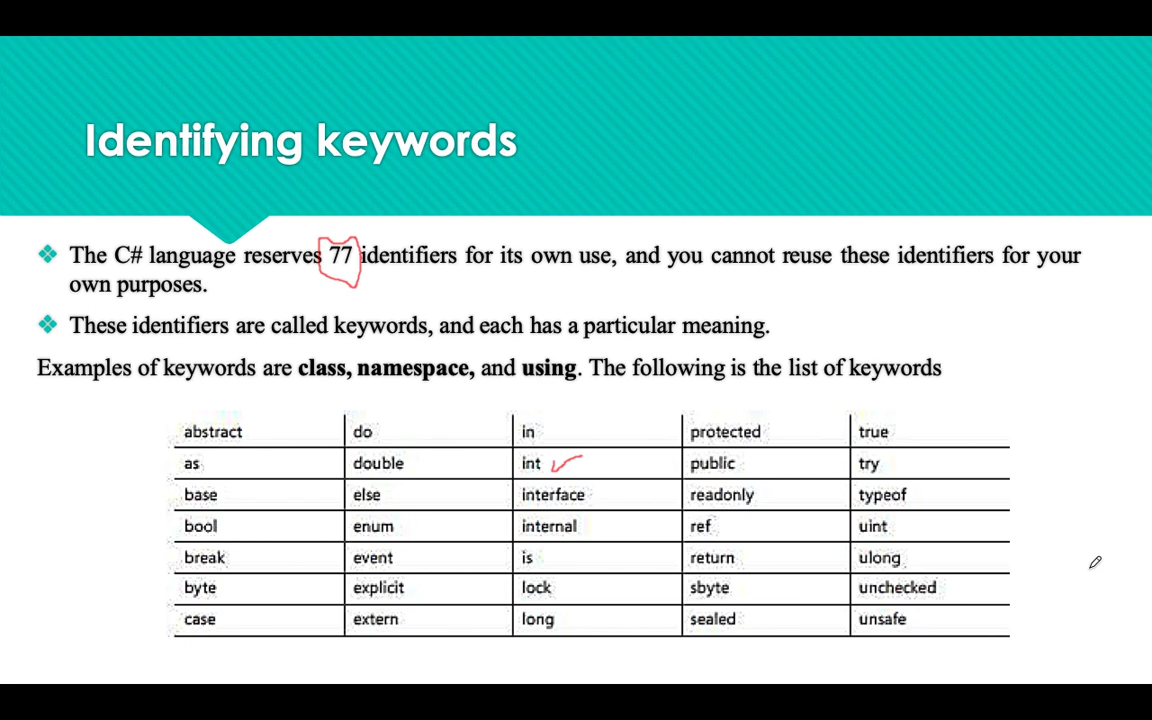 Identifying keywords
The C# language reserves 77 identifiers for its own use, and you cannot reuse these identifiers for your
own purposes.
These identifiers are called keywords, and each has a particular meaning.
Examples of keywords are class, namespace, and using. The following is the list of keywords
abstract do in protected true
as double int public try
base else interface readonly typeof
bool enum internal ref uint
break event is return ulong
byte explicit lock sbyte unchecked
case extern long sealed unsafe